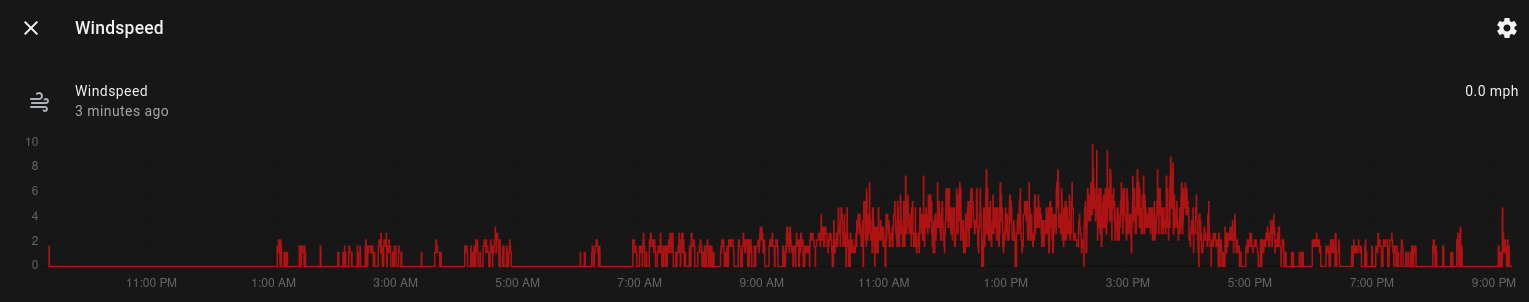 Windspeed
Windspeed
0.0 mph
3 minutes ago
10
8
6
4
2
0
11:00 PM 1:00 AM 3:00 AM 5:00 AM 7:00 AM 9:00 AM 11:00 AM 1:00 PM 3:00 PM 5:00 PM 7:00 PM 9:00 PM